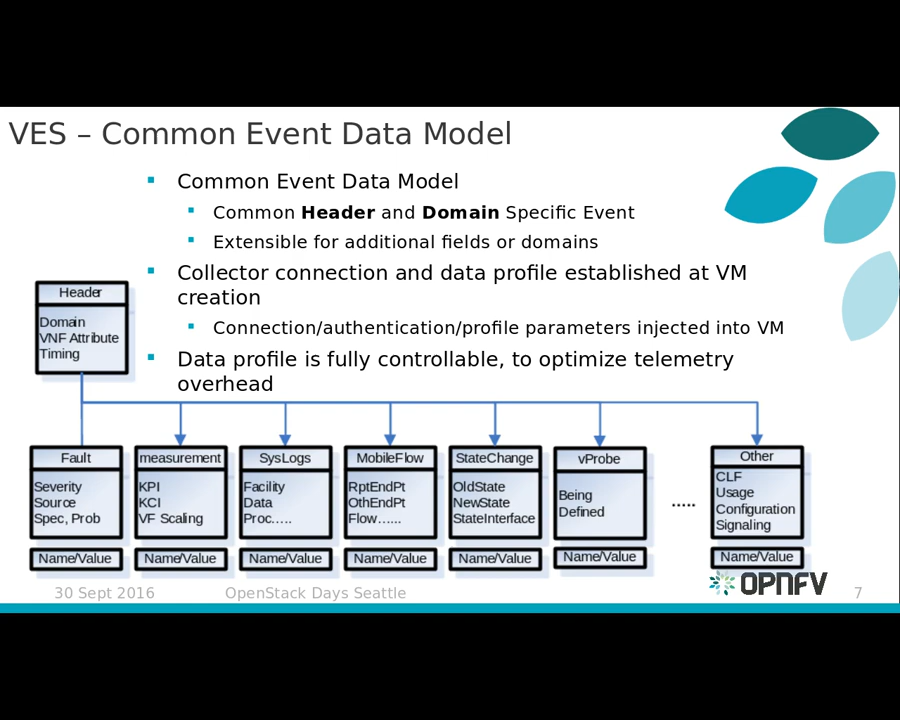 VES – Common Event Data Model
Common Event Data Model
Common Header and Domain Specific Event
Extensible for additional fields or domains
Collector connection and data profile established at VM
creation
Connection/authentication/profile parameters injected into VM
Data profile is fully controllable, to optimize telemetry
overhead
Header
Domain
VNF Attribute
Timing
Fault
Severity
Source
Spec, Prob
Name/Value
measurement
KPI
KCI
VF Scaling
Name/Value
SysLogs
Facility
Data
Proc.....
Name/Value
MobileFlow
RptEndPt
OthEndPt
Flow......
Name/Value
StateChange
OldState
NewState
StateInterface
Name/Value
vProbe
Being
Defined
Name/Value
.....
Other
CLF
Usage
Configuration
Signaling
Name/Value
30 Sept 2016
OpenStack Days Seattle
OPNFV
7